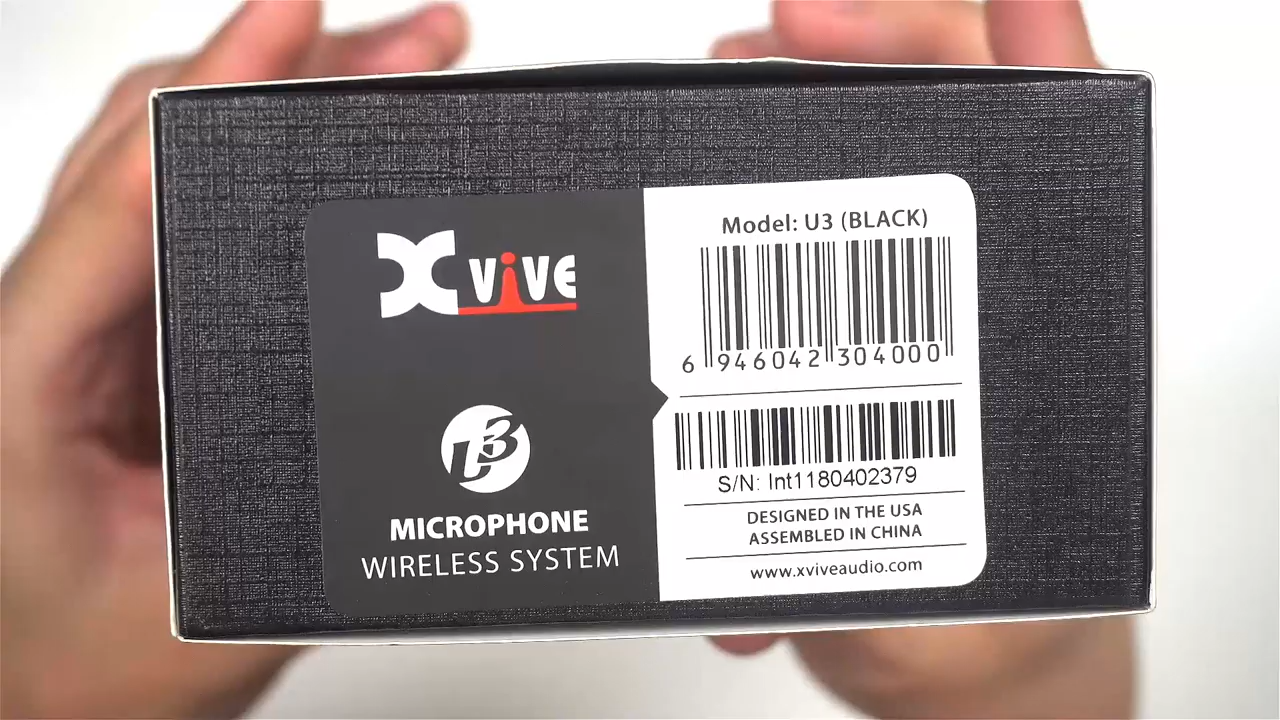 Xvive
U3
MICROPHONE
WIRELESS SYSTEM
Model: U3 (BLACK)
6 946042 304000
S/N: Int1180402379
DESIGNED IN THE USA
ASSEMBLED IN CHINA
www.xviveaudio.com